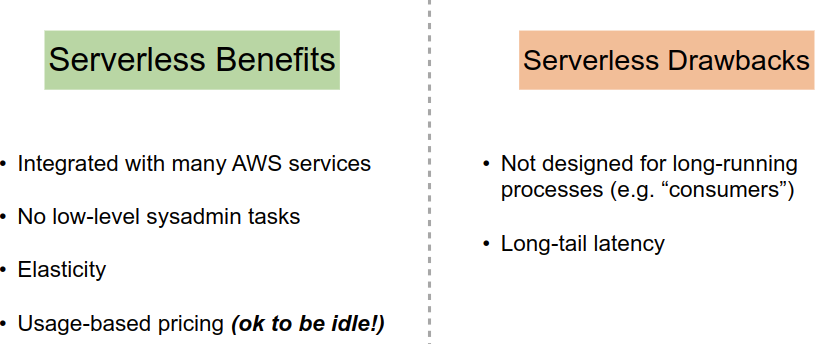 Serverless Benefits
• Integrated with many AWS services
• No low-level sysadmin tasks
• Elasticity
• Usage-based pricing (ok to be idle!)
Serverless Drawbacks
• Not designed for long-running
processes (e.g. “consumers”)
• Long-tail latency